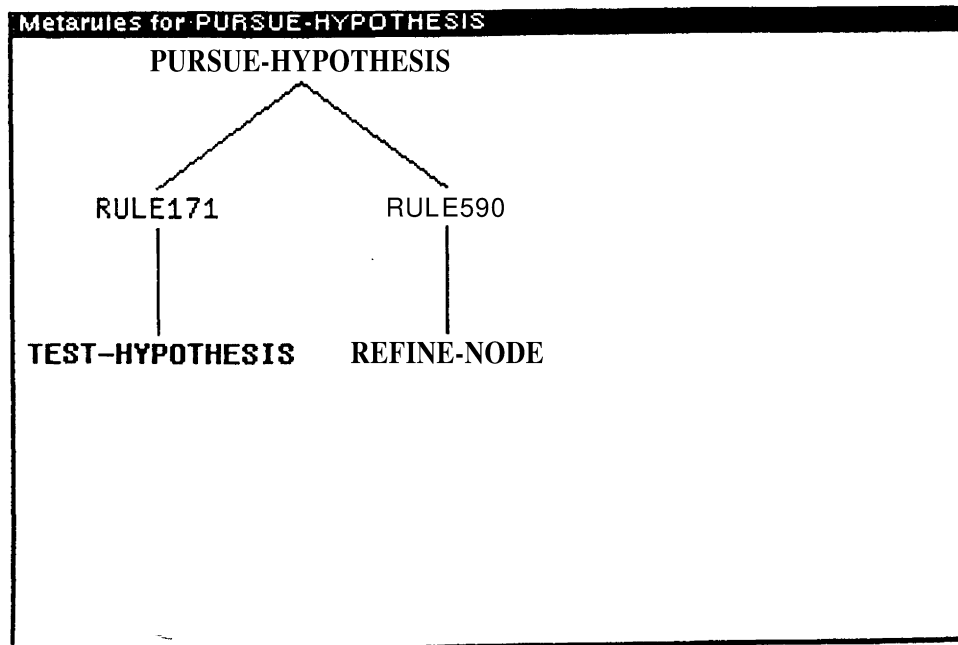 Metarules for PURSUE-HYPOTHESIS
PURSUE-HYPOTHESIS
RULE171 RULE590
TEST-HYPOTHESIS REFINE-NODE